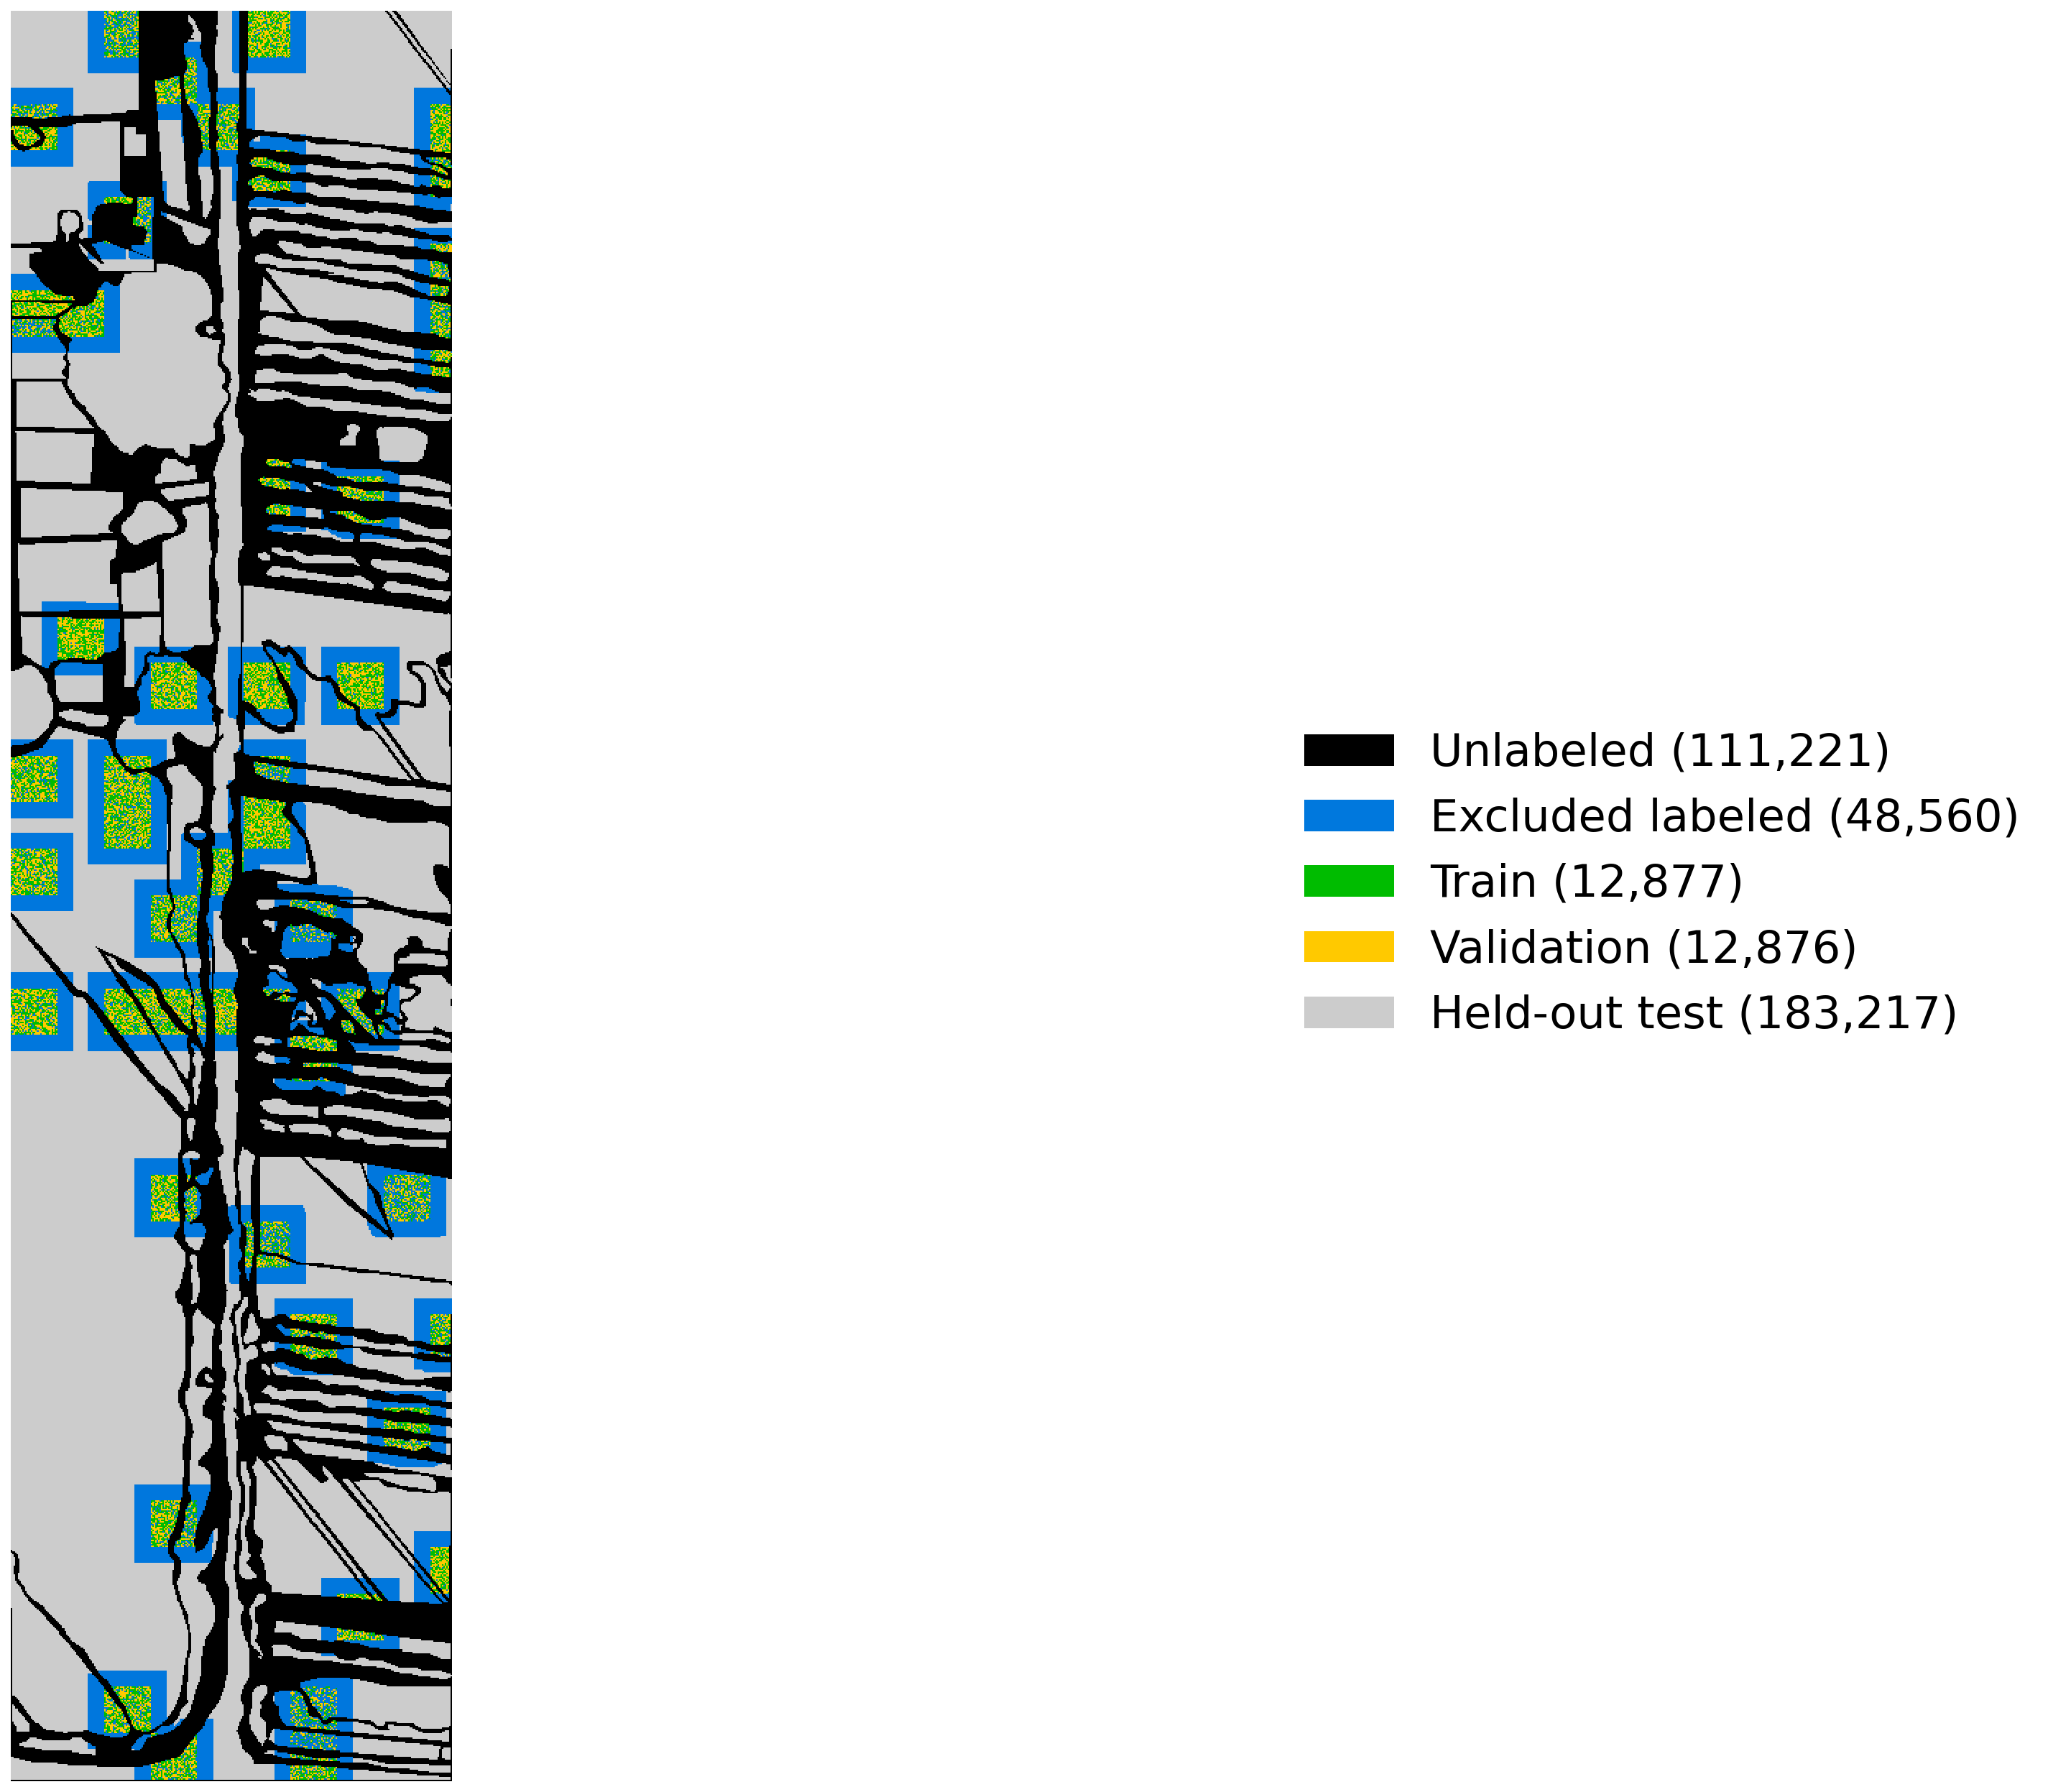 Unlabeled (111,221)
Excluded labeled (48,560)
Train (12,877)
Validation (12,876)
Held-out test (183,217)